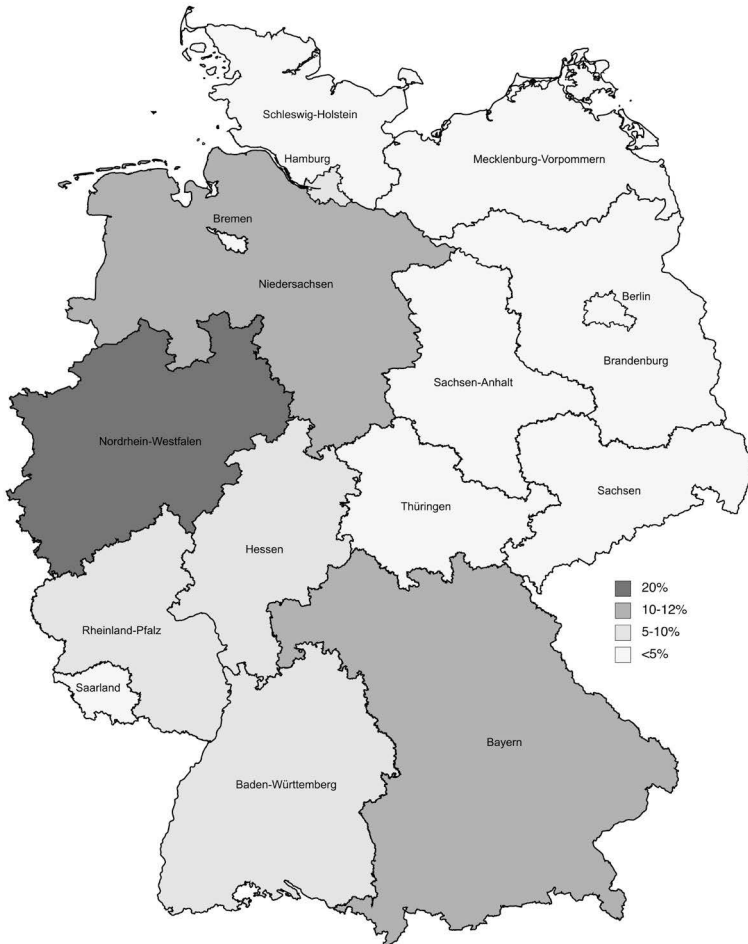 Schleswig-Holstein
Hamburg
Mecklenburg-Vorpommern
Bremen
Niedersachsen
Berlin
Brandenburg
Sachsen-Anhalt
Nordrhein-Westfalen
Sachsen
Thüringen
Hessen
20%
10-12%
5-10%
<5%
Rheinland-Pfalz
Saarland
Bayern
Baden-Württemberg